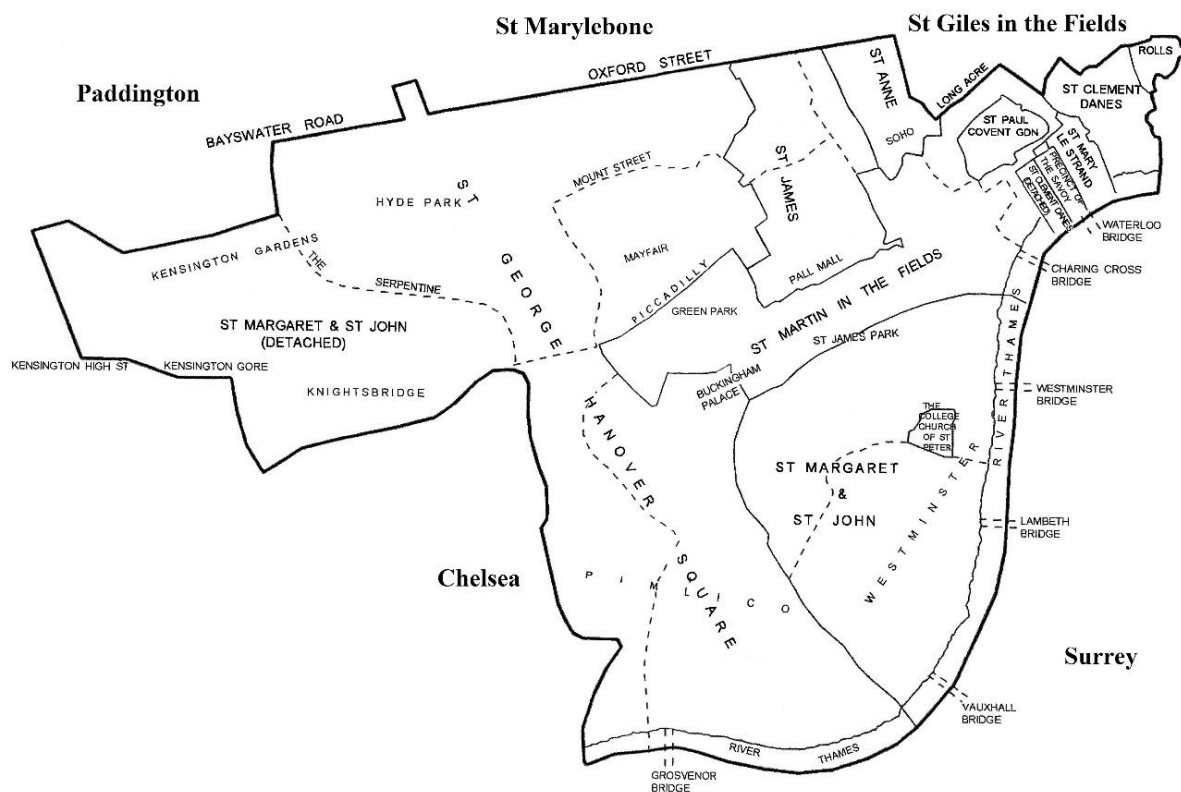 St Marylebone
St Giles in the Fields
Paddington
OXFORD STREET
BAYSWATER ROAD
ST ANNE
SOHO
LONG ACRE
ROLLS
ST CLEMENT
DANES
ST PAUL
COVENT GDN
ST MARY
LE STRAND
PRECINCT OF
THE SAVOY
ST CLEMENT DANES
(DETACHED)
WATERLOO
BRIDGE
CHARING CROSS
BRIDGE
MOUNT STREET
ST JAMES
ST
GEORGE
HYDE PARK
KENSINGTON GARDENS
THE
SERPENTINE
MAYFAIR
PICCADILLY
PALL MALL
GREEN PARK
ST MARTIN IN THE FIELDS
ST JAMES PARK
ST MARGARET & ST JOHN
(DETACHED)
KENSINGTON HIGH ST
KENSINGTON GORE
KNIGHTSBRIDGE
BUCKINGHAM
PALACE
RIVER THAMES
WESTMINSTER
BRIDGE
THE
COLLEGE
CHURCH
OF ST
PETER
HANOVER
SQUARE
ST MARGARET
&
ST JOHN
WESTMINSTER
LAMBETH
BRIDGE
Chelsea
PIMLICO
Surrey
VAUXHALL
BRIDGE
RIVER
THAMES
GROSVENOR
BRIDGE